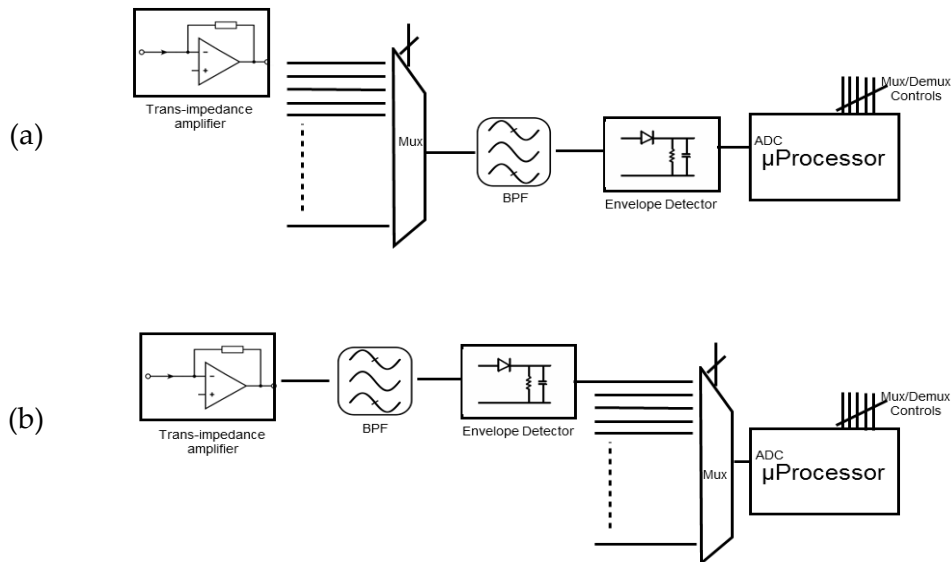 (a)
Trans-impedance
amplifier
Mux
BPF
Envelope Detector
ADC
µProcessor
Mux/Demux
Controls
(b)
Trans-impedance
amplifier
BPF
Envelope Detector
Mux
ADC
µProcessor
Mux/Demux
Controls